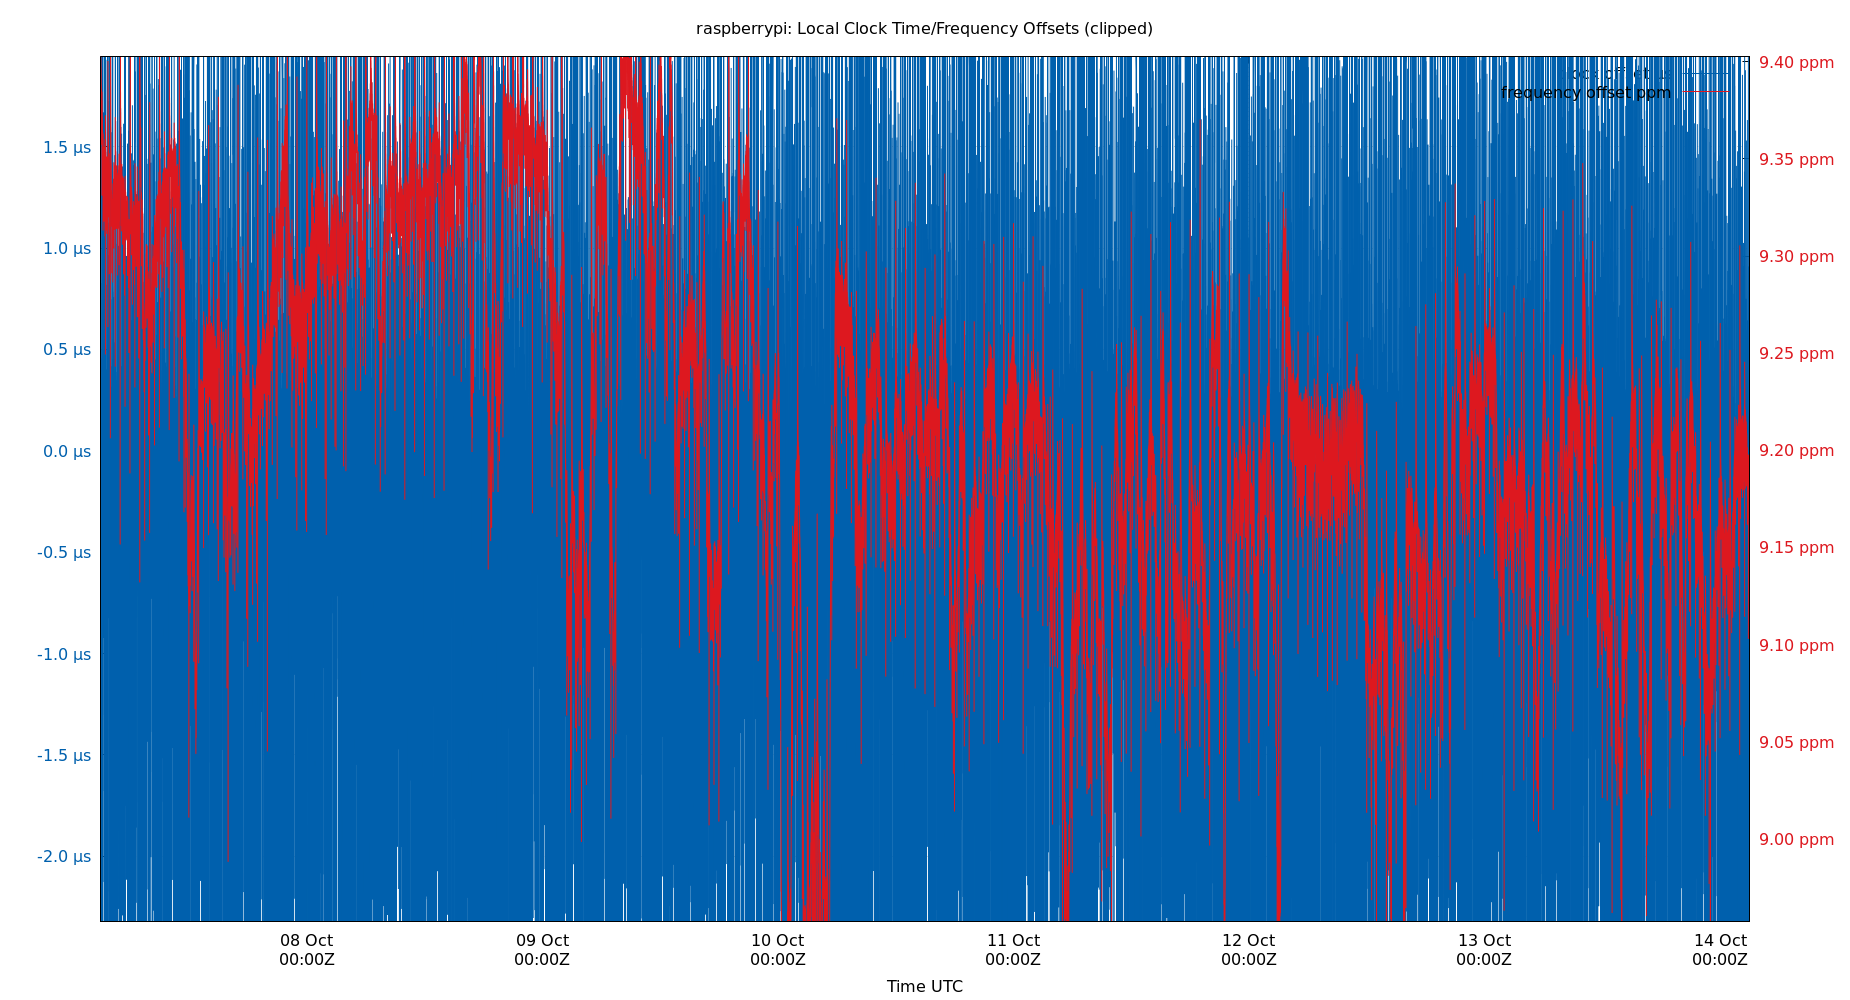 raspberrypi: Local Clock Time/Frequency Offsets (clipped)
9.40 ppm
frequency offset ppm
1.5 µs
9.35 ppm
1.0 µs
9.30 ppm
0.5 µs
9.25 ppm
0.0 µs
9.20 ppm
-0.5 µs
9.15 ppm
-1.0 µs
9.10 ppm
-1.5 µs
9.05 ppm
-2.0 µs
9.00 ppm
08 Oct 09 Oct 10 Oct 11 Oct 12 Oct 13 Oct 14 Oct
00:00Z 00:00Z 00:00Z 00:00Z 00:00Z 00:00Z 00:00Z
Time UTC